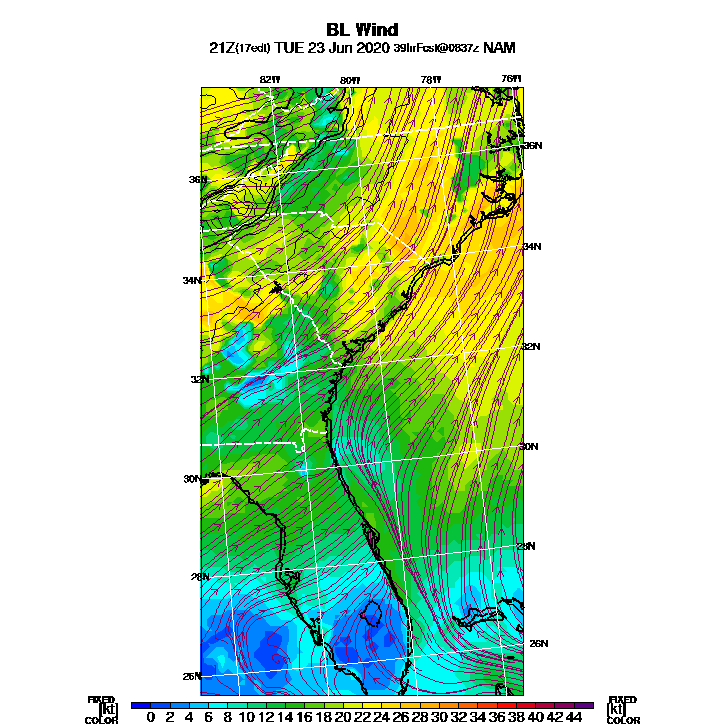 BL Wind
21Z(17edt) TUE 23 Jun 2020 39hrFcst@0837z NAM
82W 80W 78W 76W
36N
36N
34N
34N
32N
32N
30N
30N
28N
28N
26N
26N
FIXED FIXED
[kt] 0 2 4 6 8 10 12 14 16 18 20 22 24 26 28 30 32 34 36 38 40 42 44 [kt]
COLOR COLOR